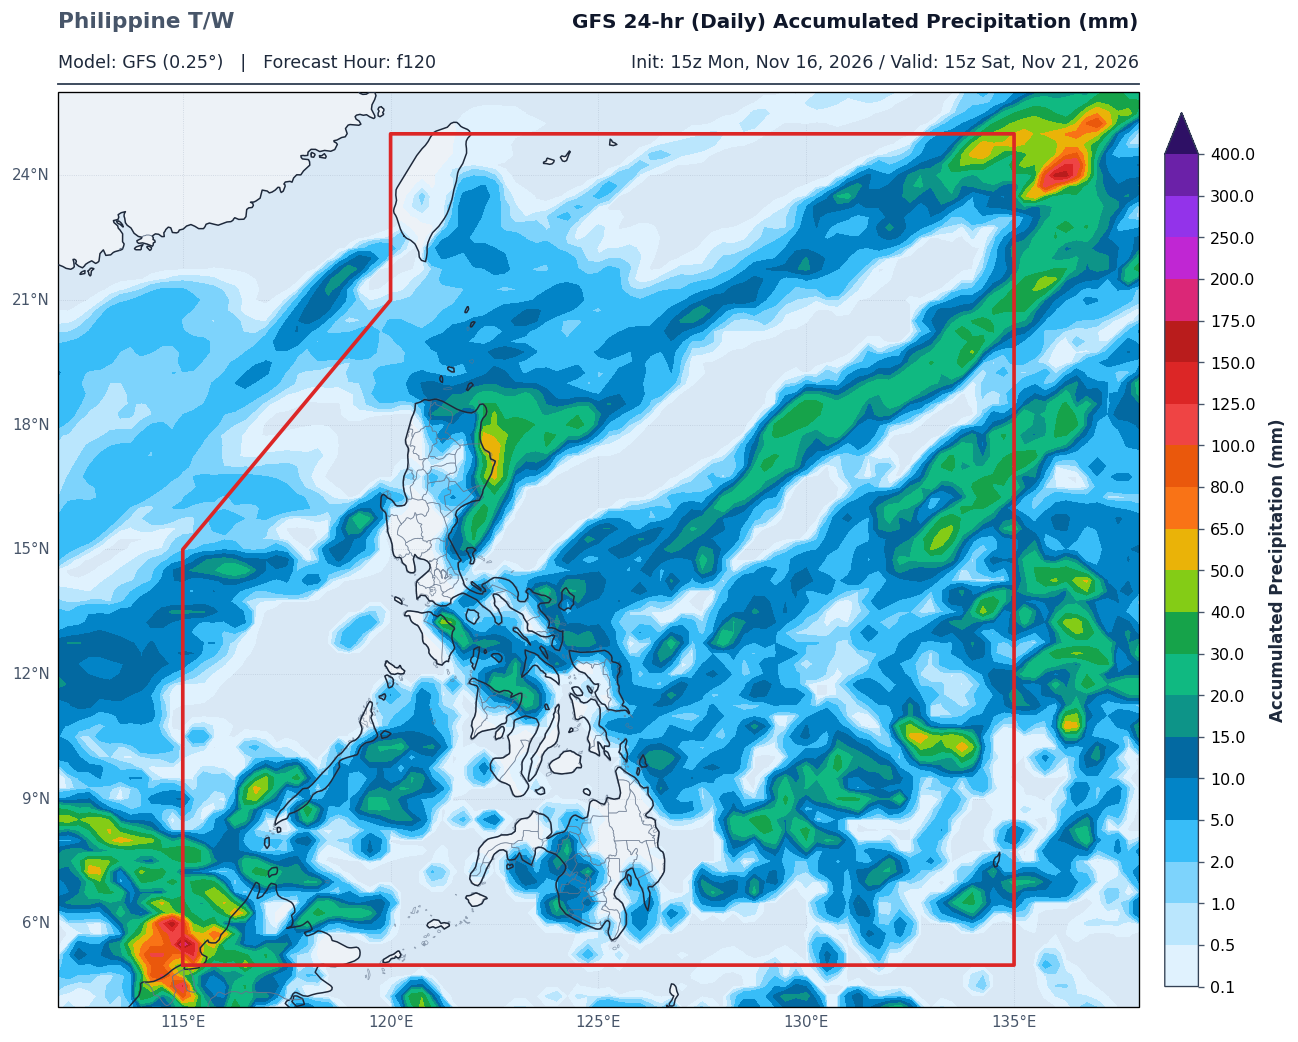 Philippine T/W
GFS 24-hr (Daily) Accumulated Precipitation (mm)
Model: GFS (0.25°)   |   Forecast Hour: f120
Init: 15z Mon, Nov 16, 2026 / Valid: 15z Sat, Nov 21, 2026
24°N
21°N
18°N
15°N
12°N
9°N
6°N
115°E
120°E
125°E
130°E
135°E
400.0
300.0
250.0
200.0
175.0
150.0
125.0
100.0
80.0
65.0
50.0
40.0
30.0
20.0
15.0
10.0
5.0
2.0
1.0
0.5
0.1
Accumulated Precipitation (mm)